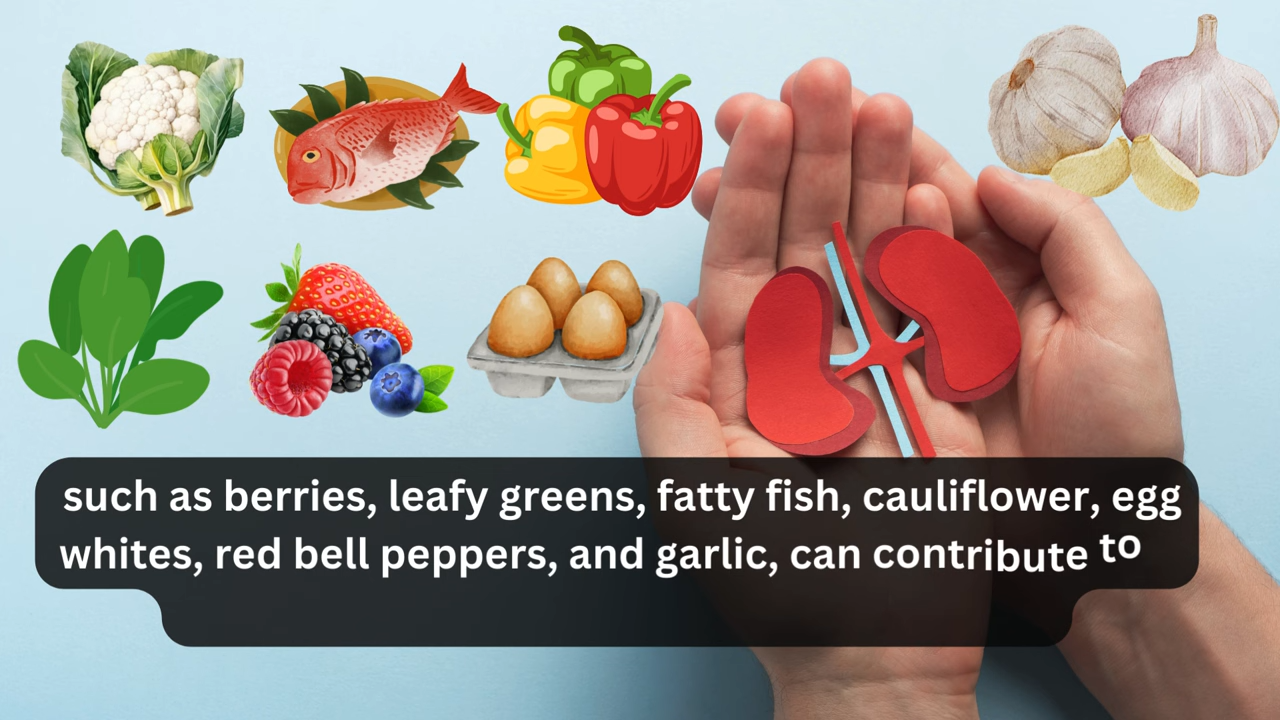 such as berries, leafy greens, fatty fish, cauliflower, egg
whites, red bell peppers, and garlic, can contribute to